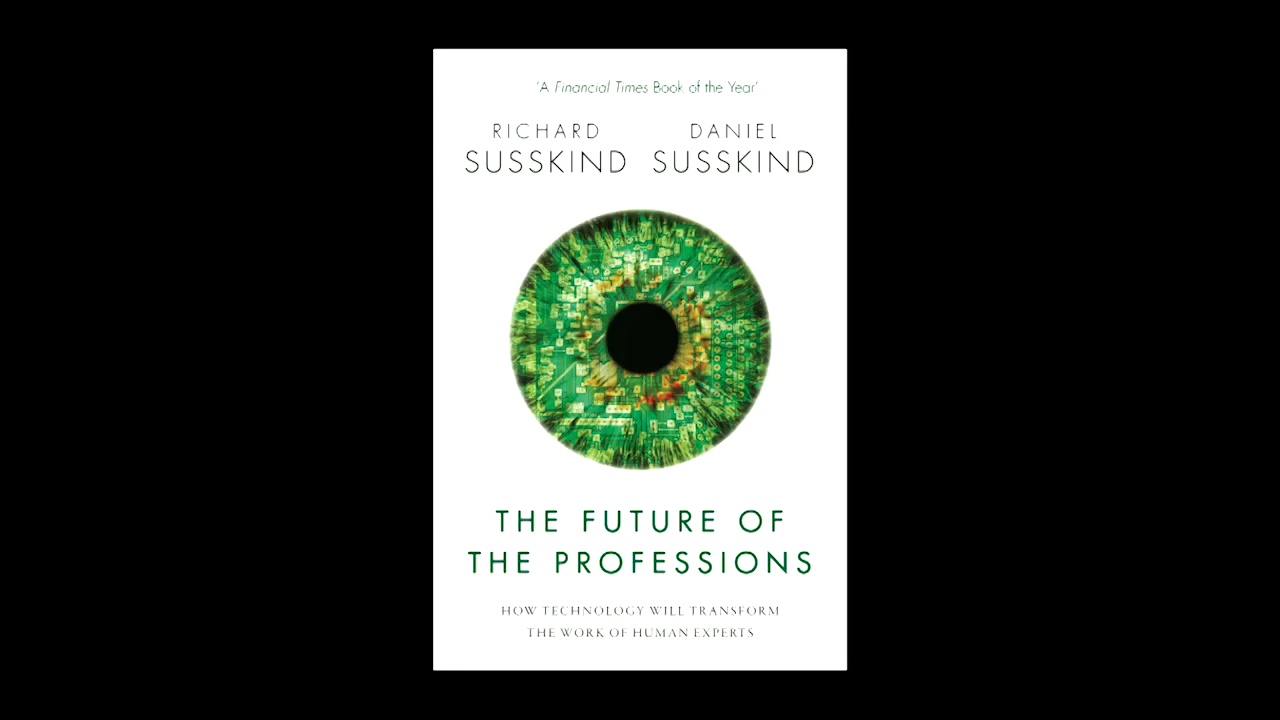 'A Financial Times Book of the Year'
RICHARD DANIEL
SUSSKIND SUSSKIND
THE FUTURE OF
THE PROFESSIONS
HOW TECHNOLOGY WILL TRANSFORM
THE WORK OF HUMAN EXPERTS